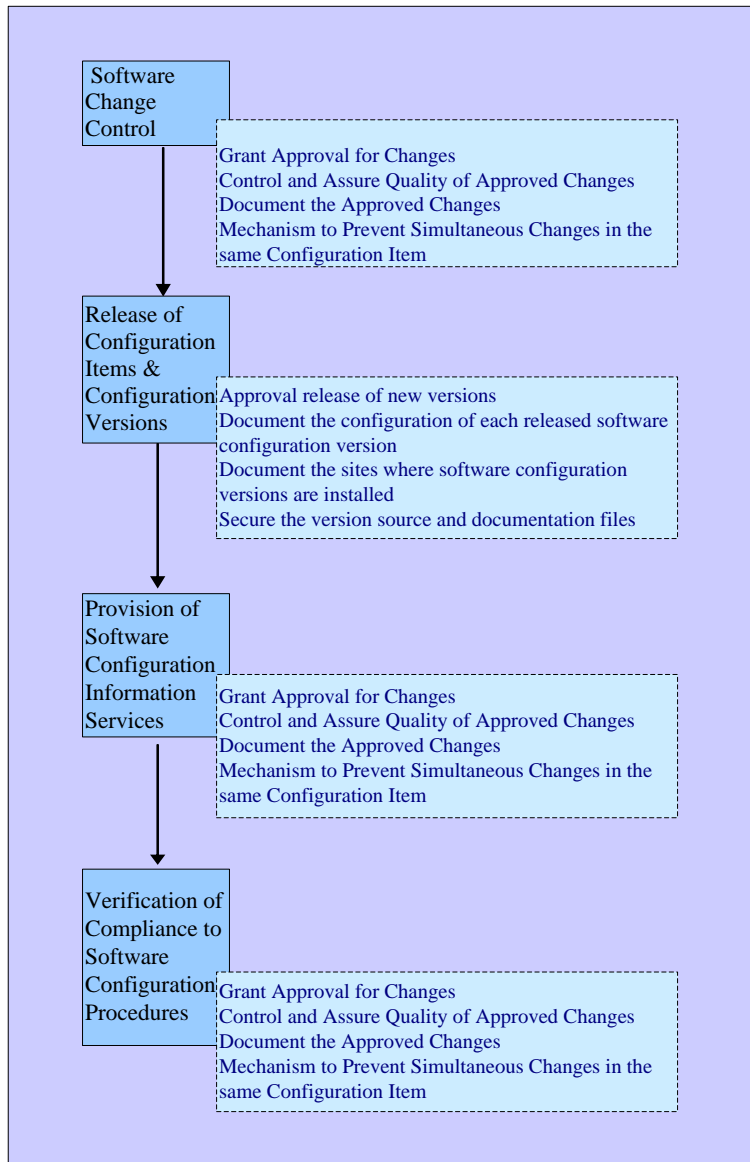 Software
Change
Control
Grant Approval for Changes
Control and Assure Quality of Approved Changes
Document the Approved Changes
Mechanism to Prevent Simultaneous Changes in the
same Configuration Item
Release of
Configuration
Items &
Configuration
Versions
Approval release of new versions
Document the configuration of each released software
configuration version
Document the sites where software configuration
versions are installed
Secure the version source and documentation files
Provision of
Software
Configuration
Information
Services
Grant Approval for Changes
Control and Assure Quality of Approved Changes
Document the Approved Changes
Mechanism to Prevent Simultaneous Changes in the
same Configuration Item
Verification of
Compliance to
Software
Configuration
Procedures
Grant Approval for Changes
Control and Assure Quality of Approved Changes
Document the Approved Changes
Mechanism to Prevent Simultaneous Changes in the
same Configuration Item